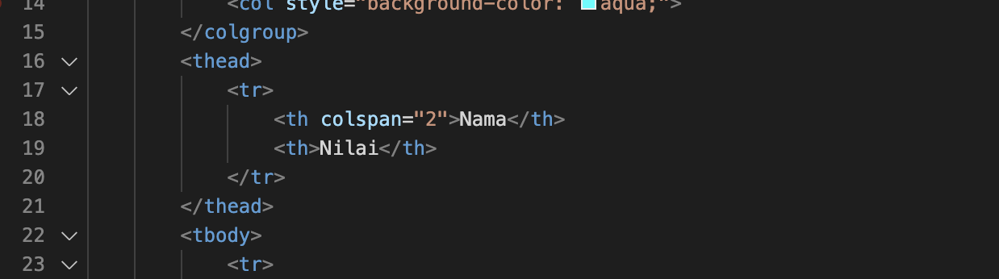 14 <col style="background-color: aqua;">
15 </colgroup>
16 <thead>
17 <tr>
18 <th colspan="2">Nama</th>
19 <th>Nilai</th>
20 </tr>
21 </thead>
22 <tbody>
23 <tr>